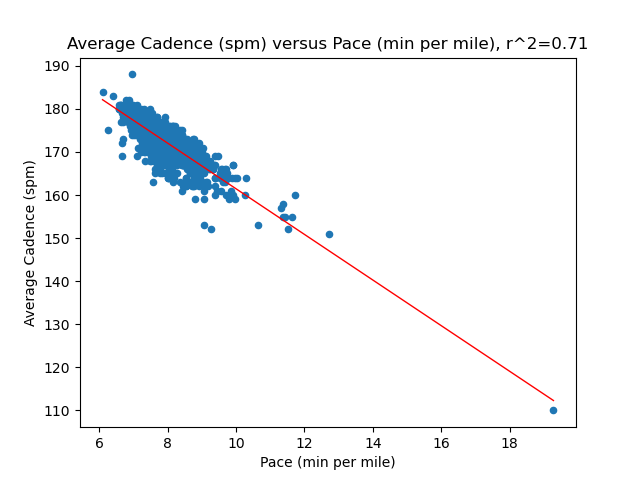 Average Cadence (spm) versus Pace (min per mile), r^2=0.71
190
180
170
160
150
140
130
120
110
Average Cadence (spm)
6 8 10 12 14 16 18
Pace (min per mile)